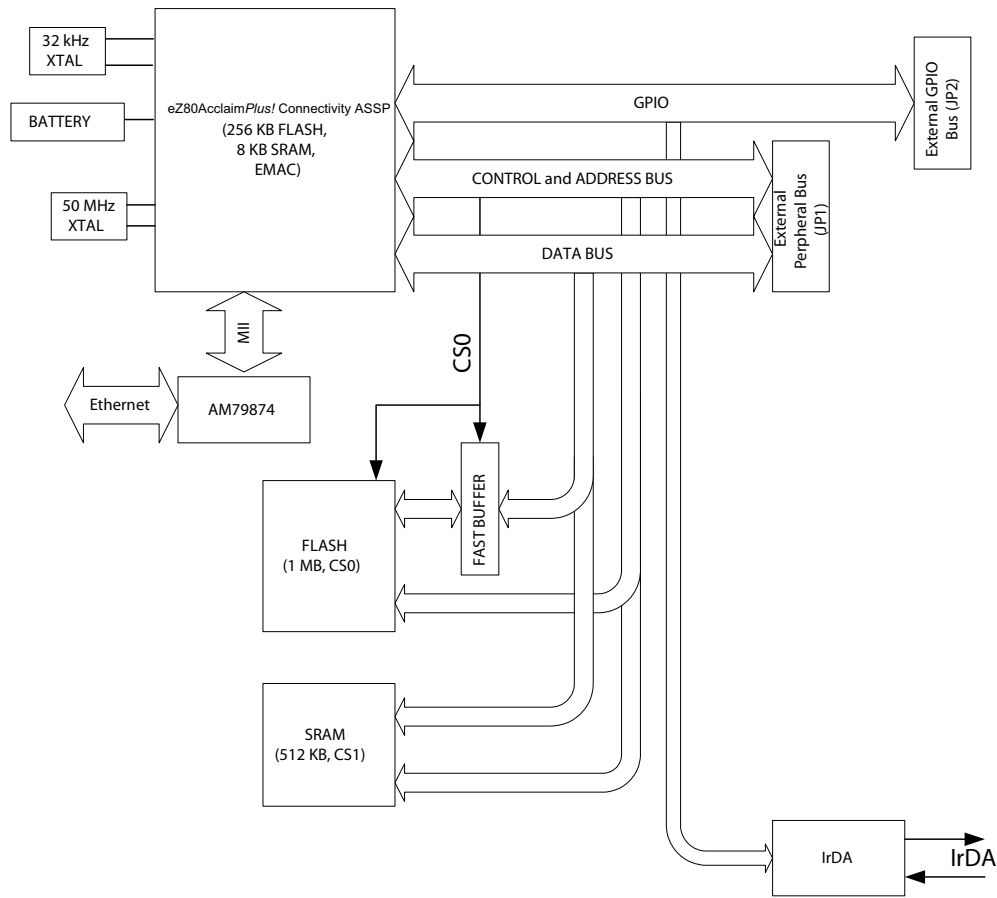 32 kHz
XTAL
BATTERY
50 MHz
XTAL
eZ80AcclaimPlus! Connectivity ASSP
(256 KB FLASH,
8 KB SRAM,
EMAC)
GPIO
External GPIO
Bus (JP2)
CONTROL and ADDRESS BUS
DATA BUS
External
Perpheral Bus
(JP1)
MII
Ethernet
AM79874
CS0
FAST BUFFER
FLASH
(1 MB, CS0)
SRAM
(512 KB, CS1)
IrDA
IrDA